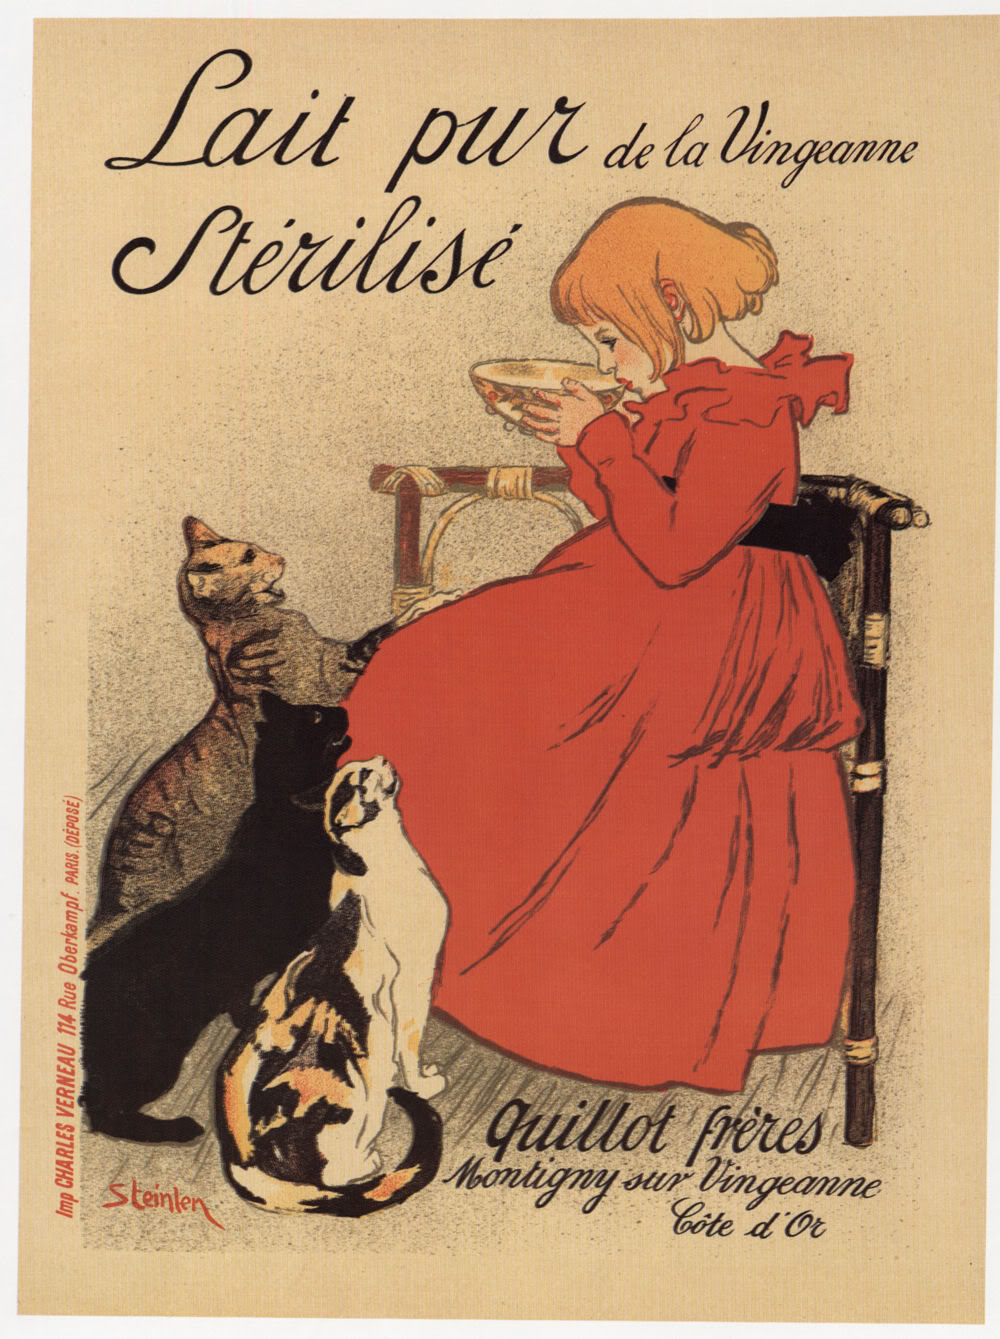 Lait pur de la Vingeanne
Stérilisé
Quillot frères
Montigny sur Vingeanne
Côte d'Or
Steinlen
Imp CHARLES VERNEAU 114 Rue Oberkampf. PARIS. (DÉPOSÉ)